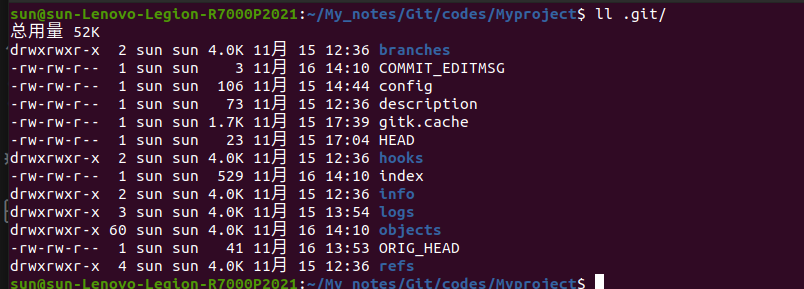 sun@sun-Lenovo-Legion-R7000P2021:~/My_notes/Git/codes/Myproject$ ll .git/
总用量 52K
drwxrwxr-x  2 sun sun 4.0K 11月 15 12:36 branches
-rw-rw-r--  1 sun sun    3 11月 16 14:10 COMMIT_EDITMSG
-rw-rw-r--  1 sun sun  106 11月 15 14:44 config
-rw-rw-r--  1 sun sun   73 11月 15 12:36 description
-rw-rw-r--  1 sun sun 1.7K 11月 15 17:39 gitk.cache
-rw-rw-r--  1 sun sun   23 11月 15 17:04 HEAD
drwxrwxr-x  2 sun sun 4.0K 11月 15 12:36 hooks
-rw-rw-r--  1 sun sun  529 11月 16 14:10 index
drwxrwxr-x  2 sun sun 4.0K 11月 15 12:36 info
drwxrwxr-x  3 sun sun 4.0K 11月 15 13:54 logs
drwxrwxr-x 60 sun sun 4.0K 11月 16 14:10 objects
-rw-rw-r--  1 sun sun   41 11月 16 13:53 ORIG_HEAD
drwxrwxr-x  4 sun sun 4.0K 11月 15 12:36 refs
sun@sun-Lenovo-Legion-R7000P2021:~/My_notes/Git/codes/Myproject$